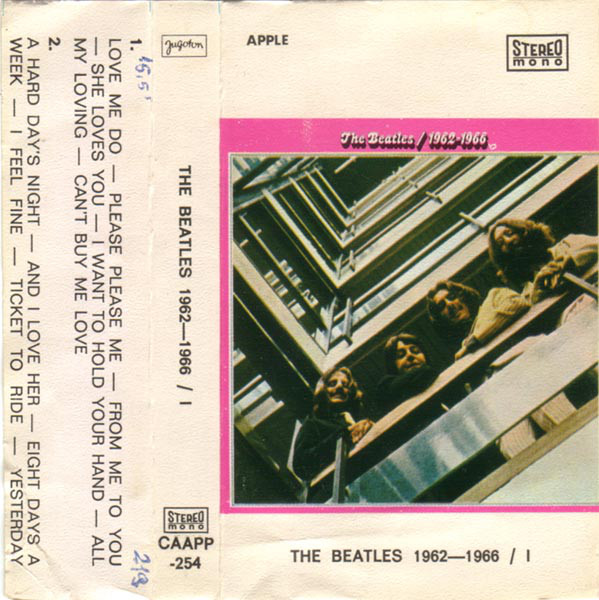 1.
LOVE ME DO — PLEASE PLEASE ME — FROM ME TO YOU
— SHE LOVES YOU — I WANT TO HOLD YOUR HAND — ALL
MY LOVING — CAN'T BUY ME LOVE
2.
A HARD DAY'S NIGHT — AND I LOVE HER — EIGHT DAYS A
WEEK — I FEEL FINE — TICKET TO RIDE — YESTERDAY
Jugoton
THE BEATLES 1962—1966 / I
STEREO
mono
CAAPP
-254
APPLE
STEREO
mono
The Beatles / 1962-1966
THE BEATLES 1962—1966 / I